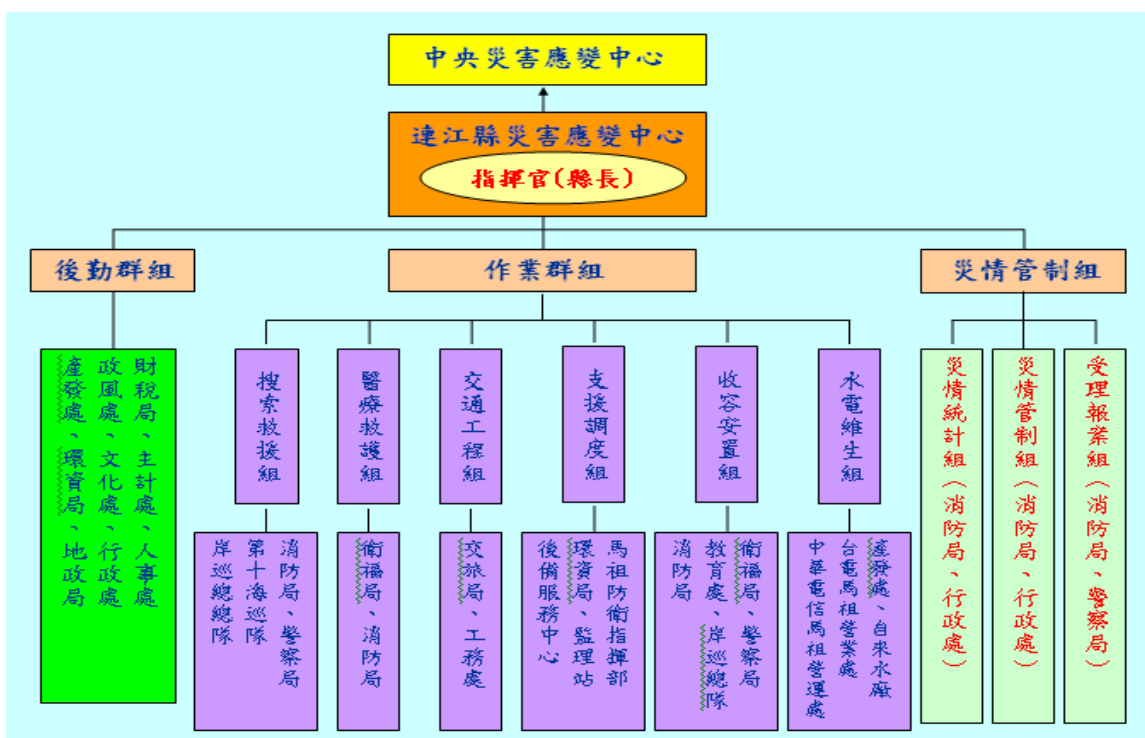 中央災害應變中心
連江縣災害應變中心
指揮官(縣長)
後勤群組
作業群組
災情管制組
財稅局、主計處、人事處
政風處、文化處、行政處
產發處、環資局、地政局
搜索救援組
醫療救護組
交通工程組
支援調度組
收容安置組
水電維生組
消防局、警察局
第十海巡隊
岸巡總總隊
衛福局、消防局
交旅局、工務處
馬祖防衛指揮部
環資局、監理站
後備服務中心
衛福局、警察局
教育處、岸巡總隊
消防局
產發處、自來水廠
台電馬祖營業處
中華電信馬祖營運處
災情統計組(消防局、行政處)
災情管制組(消防局、行政處)
受理報案組(消防局、警察局)